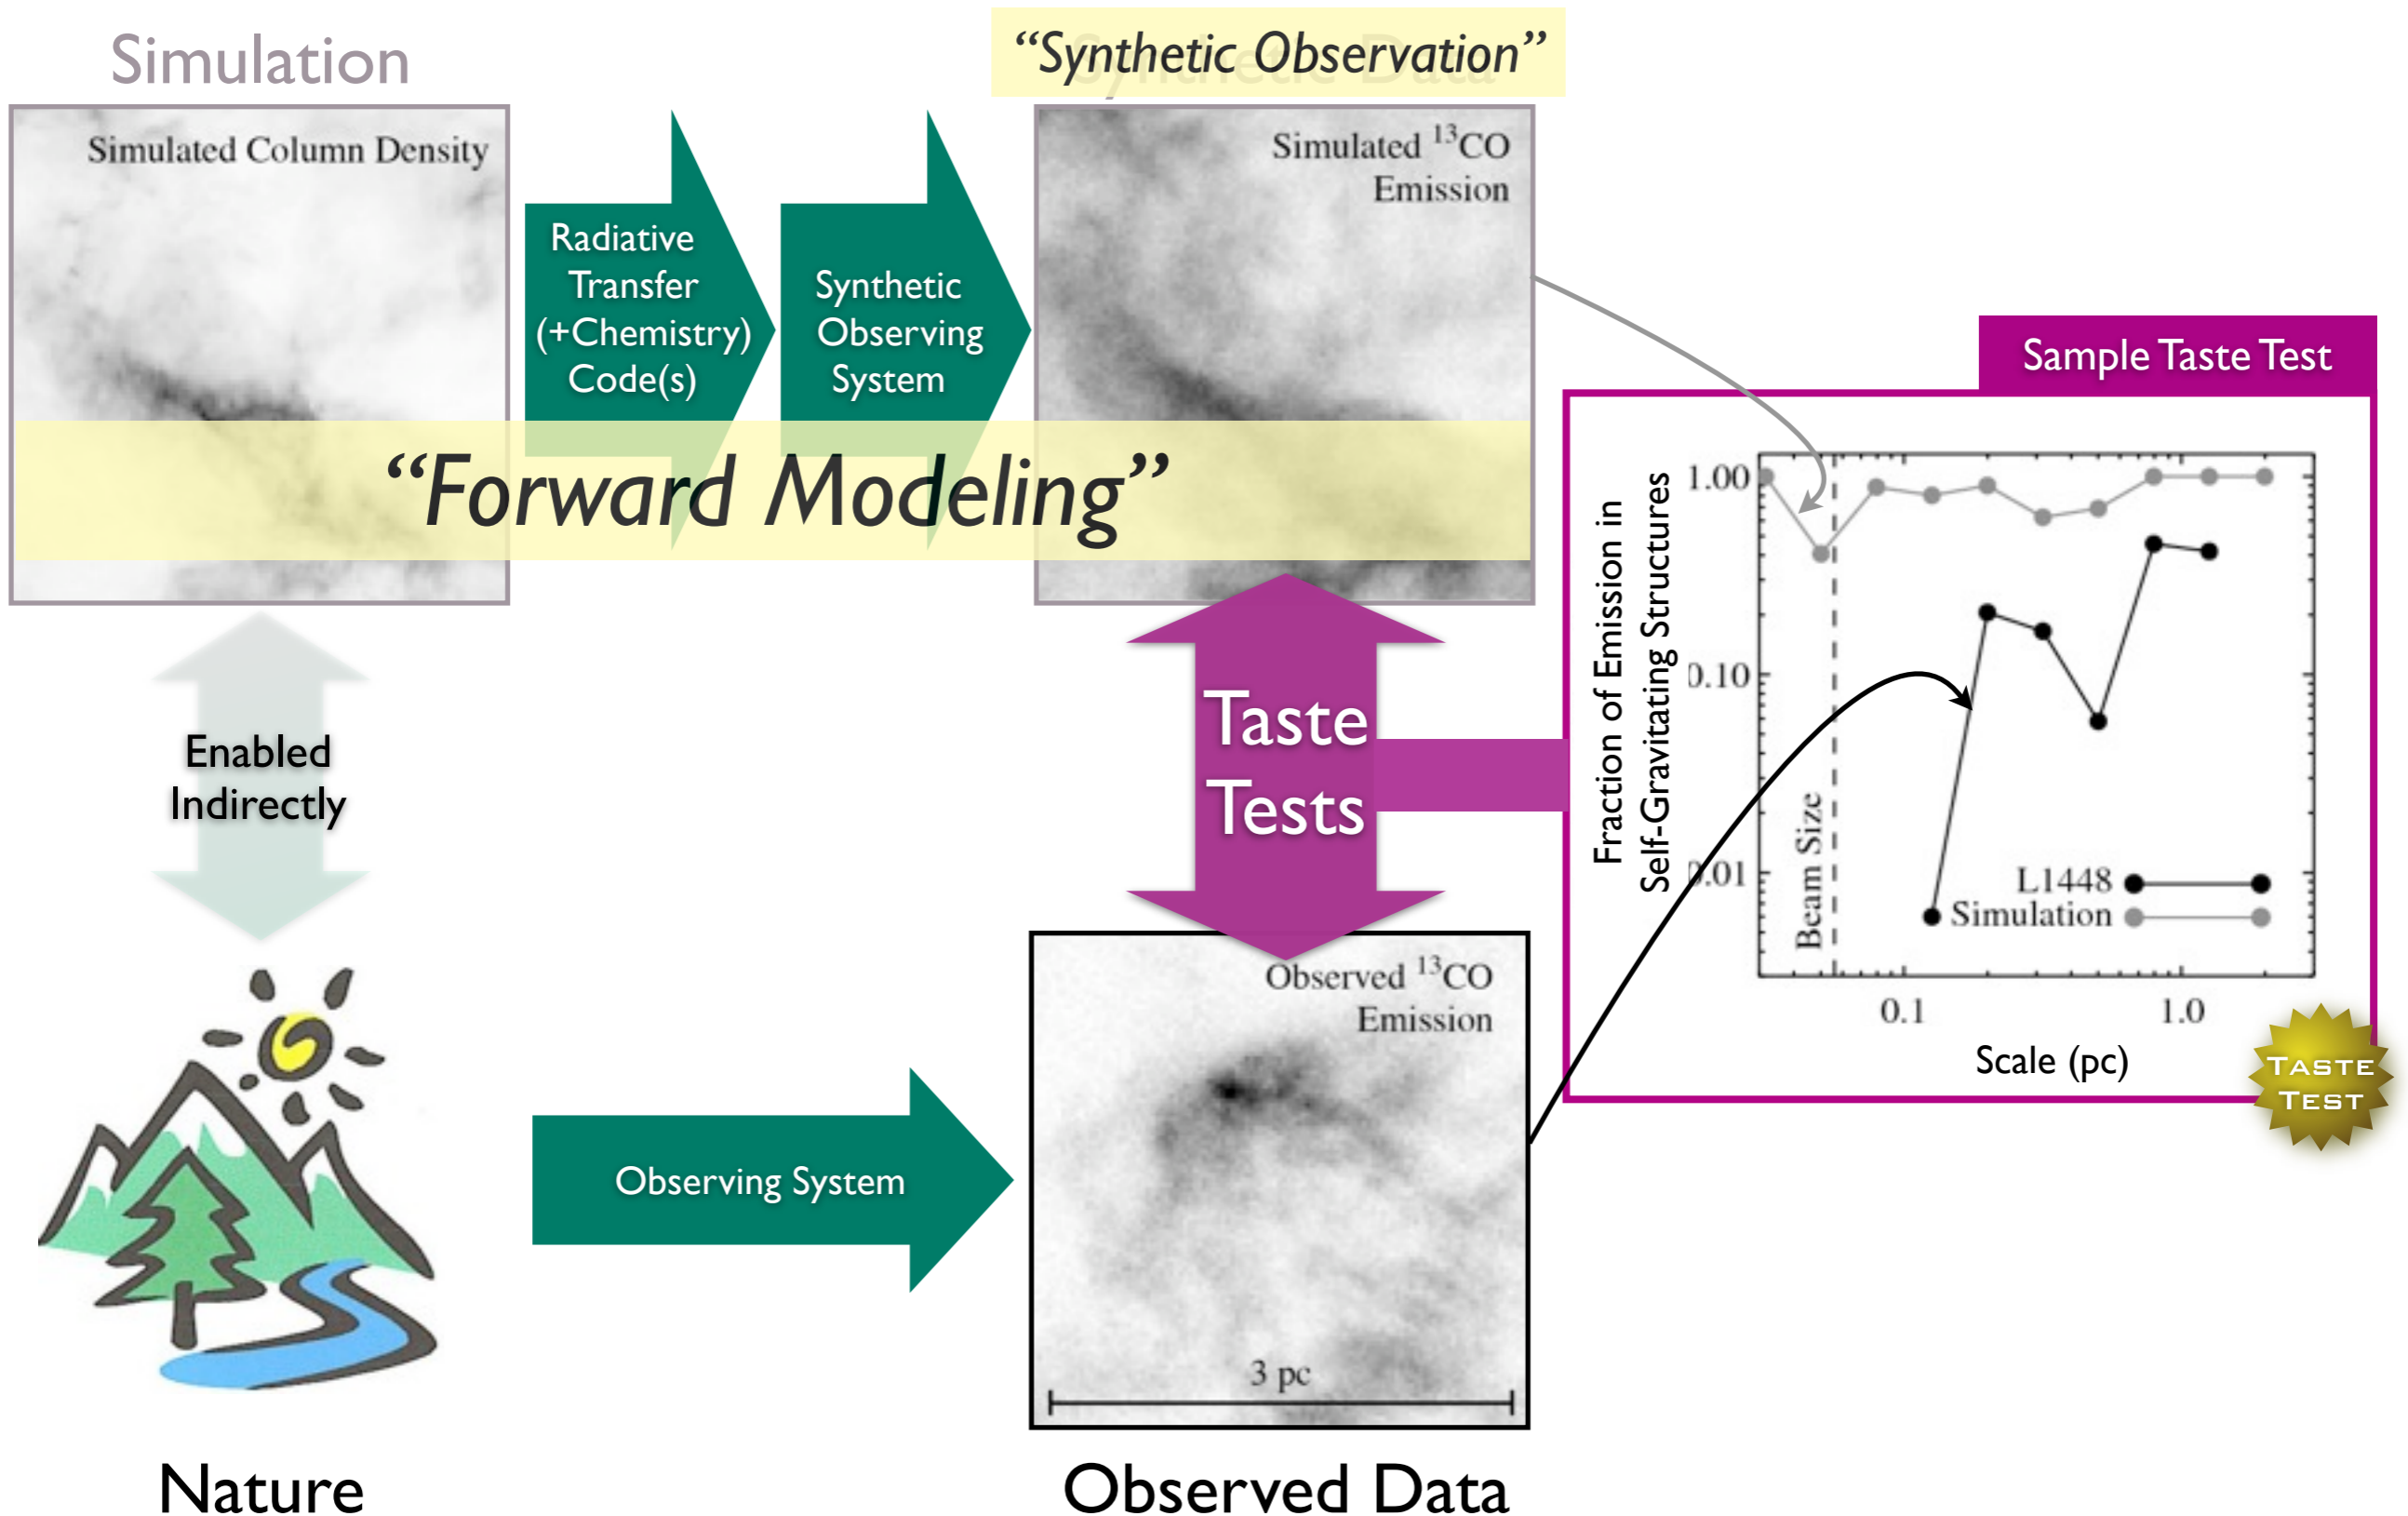 Simulation
“Synthetic Observation”
Synthetic Data
Simulated Column Density
Radiative
Transfer
(+Chemistry)
Code(s)
Synthetic
Observing
System
Simulated ¹³CO
Emission
“Forward Modeling”
Sample Taste Test
Fraction of Emission in
Self-Gravitating Structures
1.00
0.10
0.01
Beam Size
L1448
Simulation
0.1
1.0
Scale (pc)
TASTE
TEST
Enabled
Indirectly
Taste
Tests
Observing System
Observed ¹³CO
Emission
3 pc
Nature
Observed Data